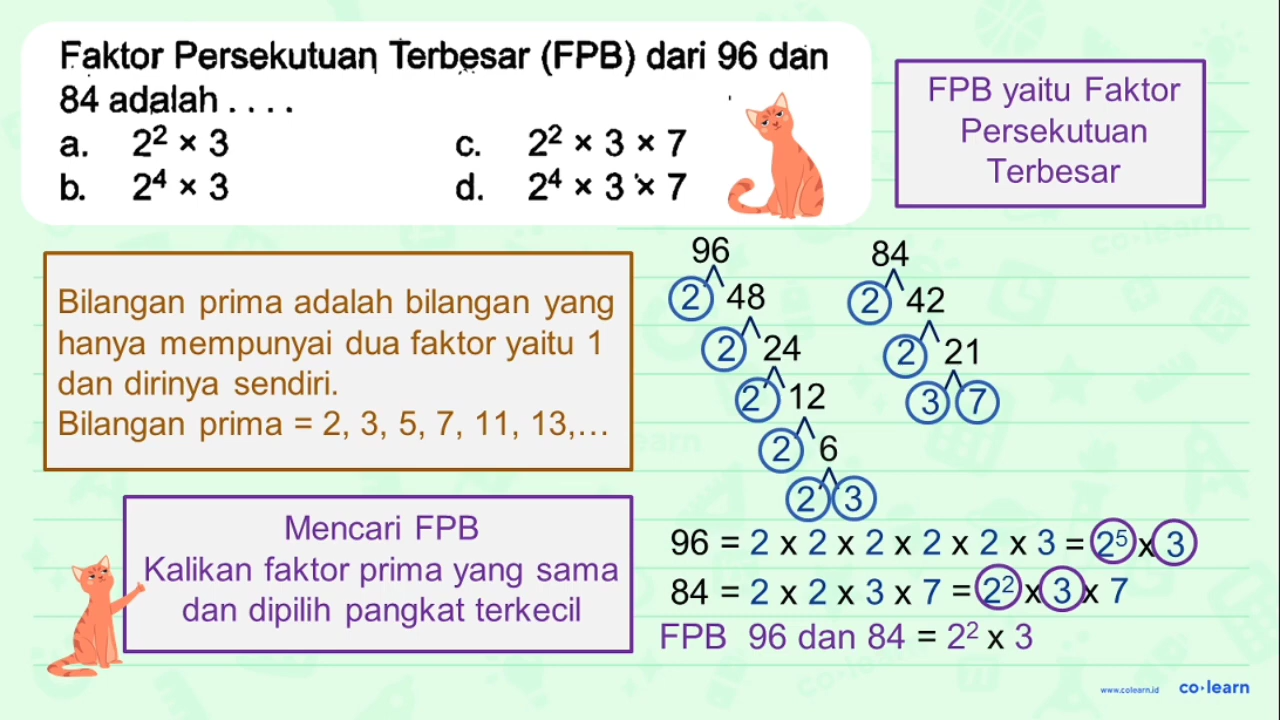 Faktor Persekutuan Terbesar (FPB) dari 96 dan
84 adalah . . . .
a. 2² × 3
c. 2² × 3 × 7
b. 2⁴ × 3
d. 2⁴ × 3 × 7
FPB yaitu Faktor
Persekutuan
Terbesar
Bilangan prima adalah bilangan yang
hanya mempunyai dua faktor yaitu 1
dan dirinya sendiri.
Bilangan prima = 2, 3, 5, 7, 11, 13,...
96
2 48
2 24
2 12
2 6
2 3
84
2 42
2 21
3 7
Mencari FPB
Kalikan faktor prima yang sama
dan dipilih pangkat terkecil
96 = 2 x 2 x 2 x 2 x 2 x 3 = 2⁵ x 3
84 = 2 x 2 x 3 x 7 = 2² x 3 x 7
FPB 96 dan 84 = 2² x 3
www.colearn.id
co·learn